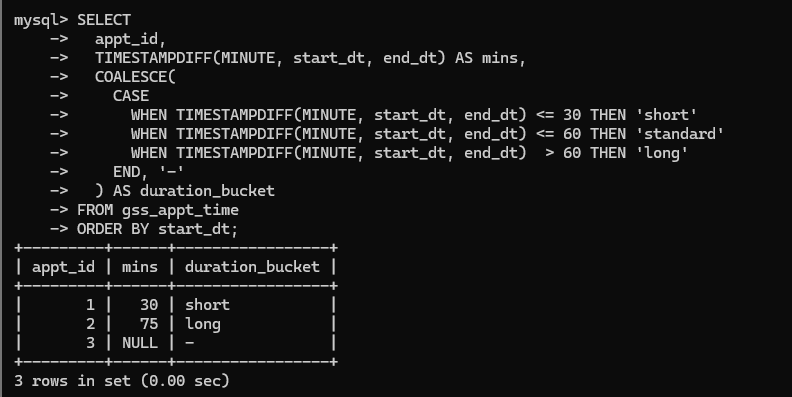 mysql> SELECT
    ->   appt_id,
    ->   TIMESTAMPDIFF(MINUTE, start_dt, end_dt) AS mins,
    ->   COALESCE(
    ->     CASE
    ->       WHEN TIMESTAMPDIFF(MINUTE, start_dt, end_dt) <= 30 THEN 'short'
    ->       WHEN TIMESTAMPDIFF(MINUTE, start_dt, end_dt) <= 60 THEN 'standard'
    ->       WHEN TIMESTAMPDIFF(MINUTE, start_dt, end_dt)  > 60 THEN 'long'
    ->     END, '-'
    ->   ) AS duration_bucket
    -> FROM gss_appt_time
    -> ORDER BY start_dt;
+---------+------+-----------------+
| appt_id | mins | duration_bucket |
+---------+------+-----------------+
|       1 |   30 | short           |
|       2 |   75 | long            |
|       3 | NULL | -               |
+---------+------+-----------------+
3 rows in set (0.00 sec)